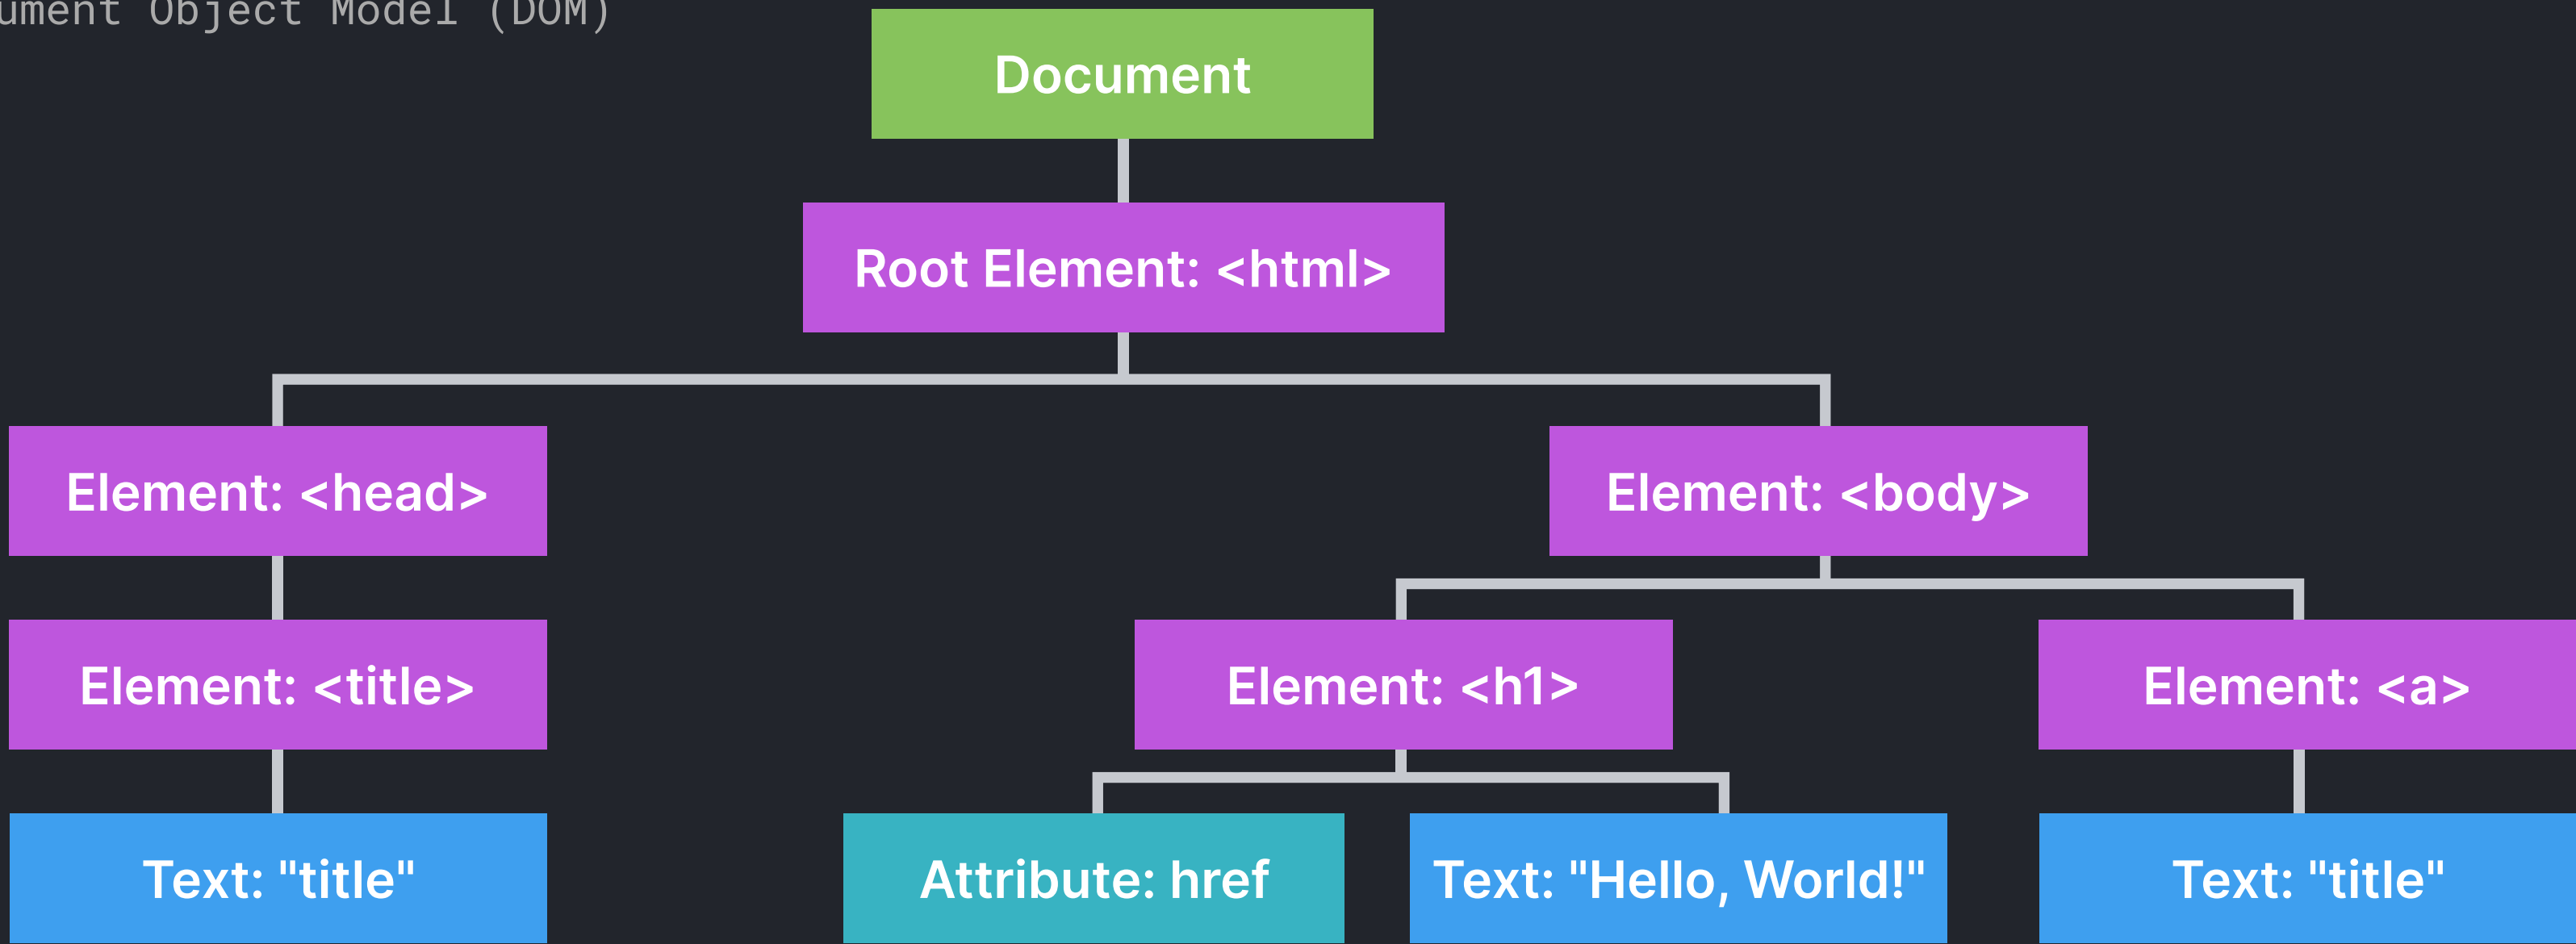 ument Object Model (DOM)
Document
Root Element: <html>
Element: <head>
Element: <body>
Element: <title>
Element: <h1>
Element: <a>
Text: "title"
Attribute: href
Text: "Hello, World!"
Text: "title"